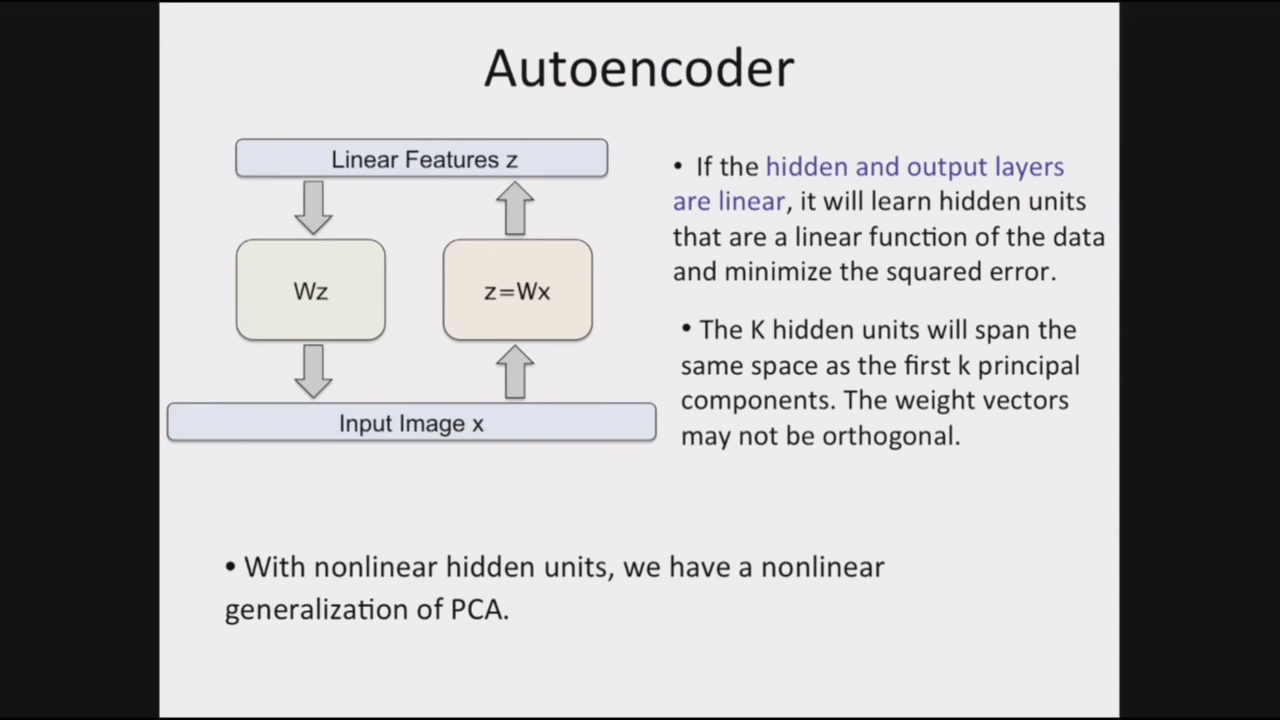 Autoencoder
Linear Features z
Wz
z=Wx
Input Image x
• If the hidden and output layers
are linear, it will learn hidden units
that are a linear function of the data
and minimize the squared error.
• The K hidden units will span the
same space as the first k principal
components. The weight vectors
may not be orthogonal.
• With nonlinear hidden units, we have a nonlinear
generalization of PCA.